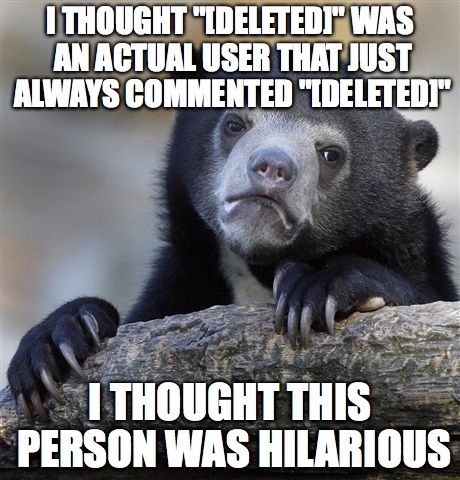 I THOUGHT "[DELETED]" WAS
AN ACTUAL USER THAT JUST
ALWAYS COMMENTED "[DELETED]"
I THOUGHT THIS
PERSON WAS HILARIOUS